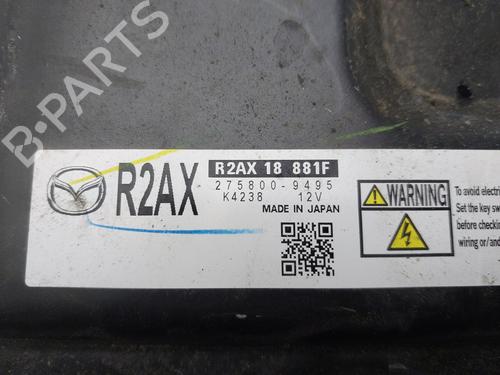 B-PARTS
R2AX
R2AX 18 881F
275800-9495
K4238 12V
MADE IN JAPAN
WARNING
To avoid electri
Set the key sw
before checkin
wiring or/and